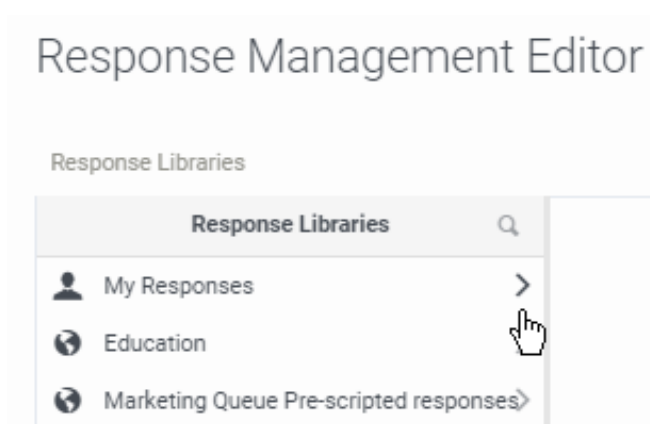 Response Management Editor
Response Libraries
Response Libraries
My Responses
Education
Marketing Queue Pre-scripted responses